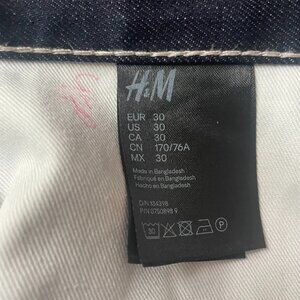 H&M
EUR 30
US 30
CA 30
CN 170/76A
MX 30
Made in Bangladesh
Fabriqué en Bangladesh
Hecho en Bangladesh
P